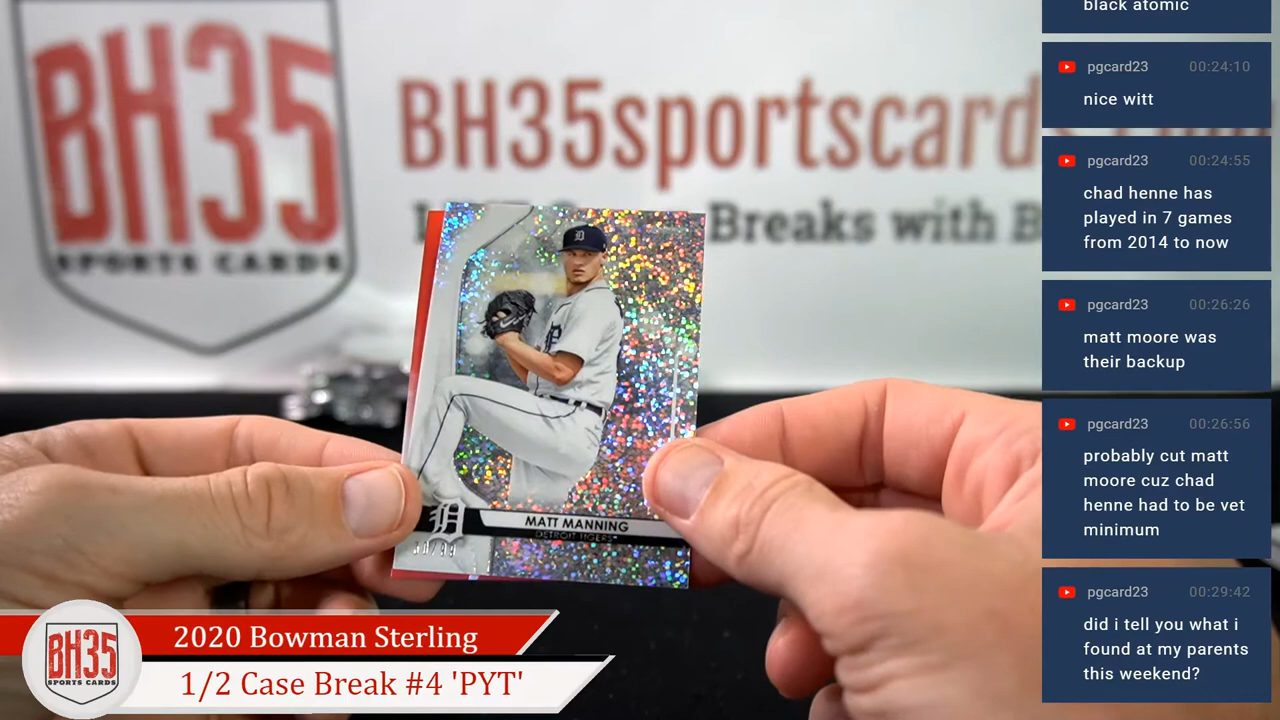 BH35
SPORTS CARDS
BH35sportscard
Breaks with B
MATT MANNING
DETROIT TIGERS
/99
BH35
SPORTS CARDS
2020 Bowman Sterling
1/2 Case Break #4 'PYT'
black atomic
pgcard23 00:24:10
nice witt
pgcard23 00:24:55
chad henne has
played in 7 games
from 2014 to now
pgcard23 00:26:26
matt moore was
their backup
pgcard23 00:26:56
probably cut matt
moore cuz chad
henne had to be vet
minimum
pgcard23 00:29:42
did i tell you what i
found at my parents
this weekend?